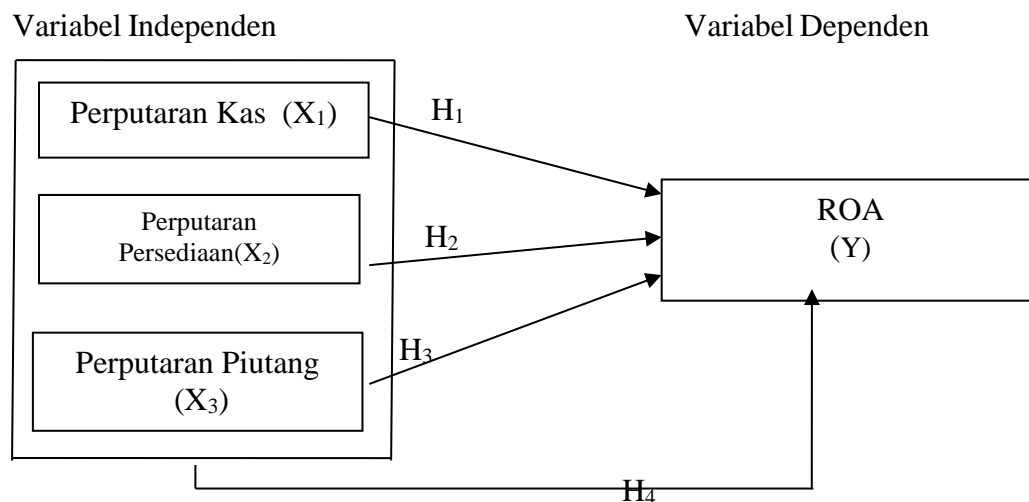 Variabel Independen
Variabel Dependen
Perputaran Kas (X₁)
H₁
Perputaran
Persediaan(X₂)
H₂
ROA
(Y)
Perputaran Piutang
(X₃)
H₃
H₄